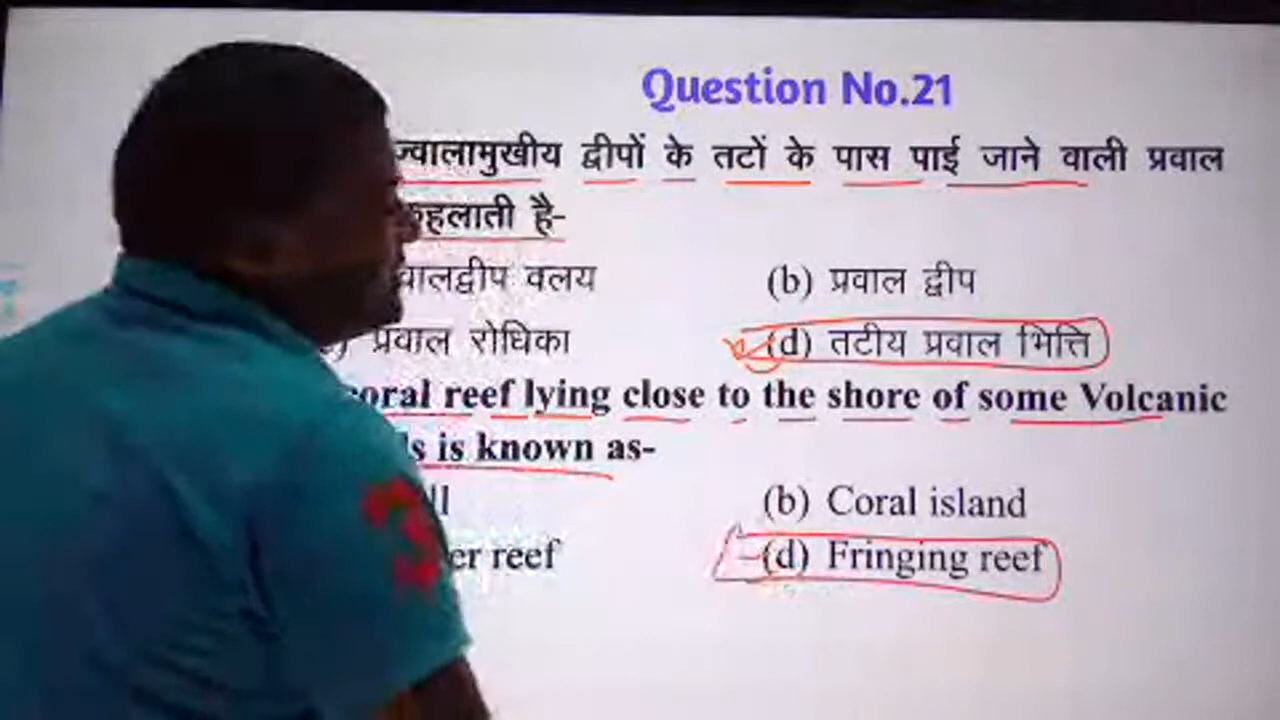 Question No.21
ज्वालामुखीय द्वीपों के तटों के पास पाई जाने वाली प्रवाल
कहलाती है-
वालद्वीप वलय (b) प्रवाल द्वीप
प्रवाल रोधिका (d) तटीय प्रवाल भित्ति
coral reef lying close to the shore of some Volcanic
is known as-
(b) Coral island
er reef (d) Fringing reef
3